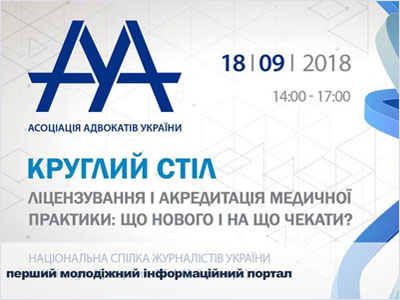 АУА
АСОЦІАЦІЯ АДВОКАТІВ УКРАЇНИ
18 | 09 | 2018
14:00 - 17:00
КРУГЛИЙ СТІЛ
ЛІЦЕНЗУВАННЯ І АКРЕДИТАЦІЯ МЕДИЧНОЇ
ПРАКТИКИ: ЩО НОВОГО І НА ЩО ЧЕКАТИ?
НАЦІОНАЛЬНА СПІЛКА ЖУРНАЛІСТІВ УКРАЇНИ
перший молодіжний інформаційний портал